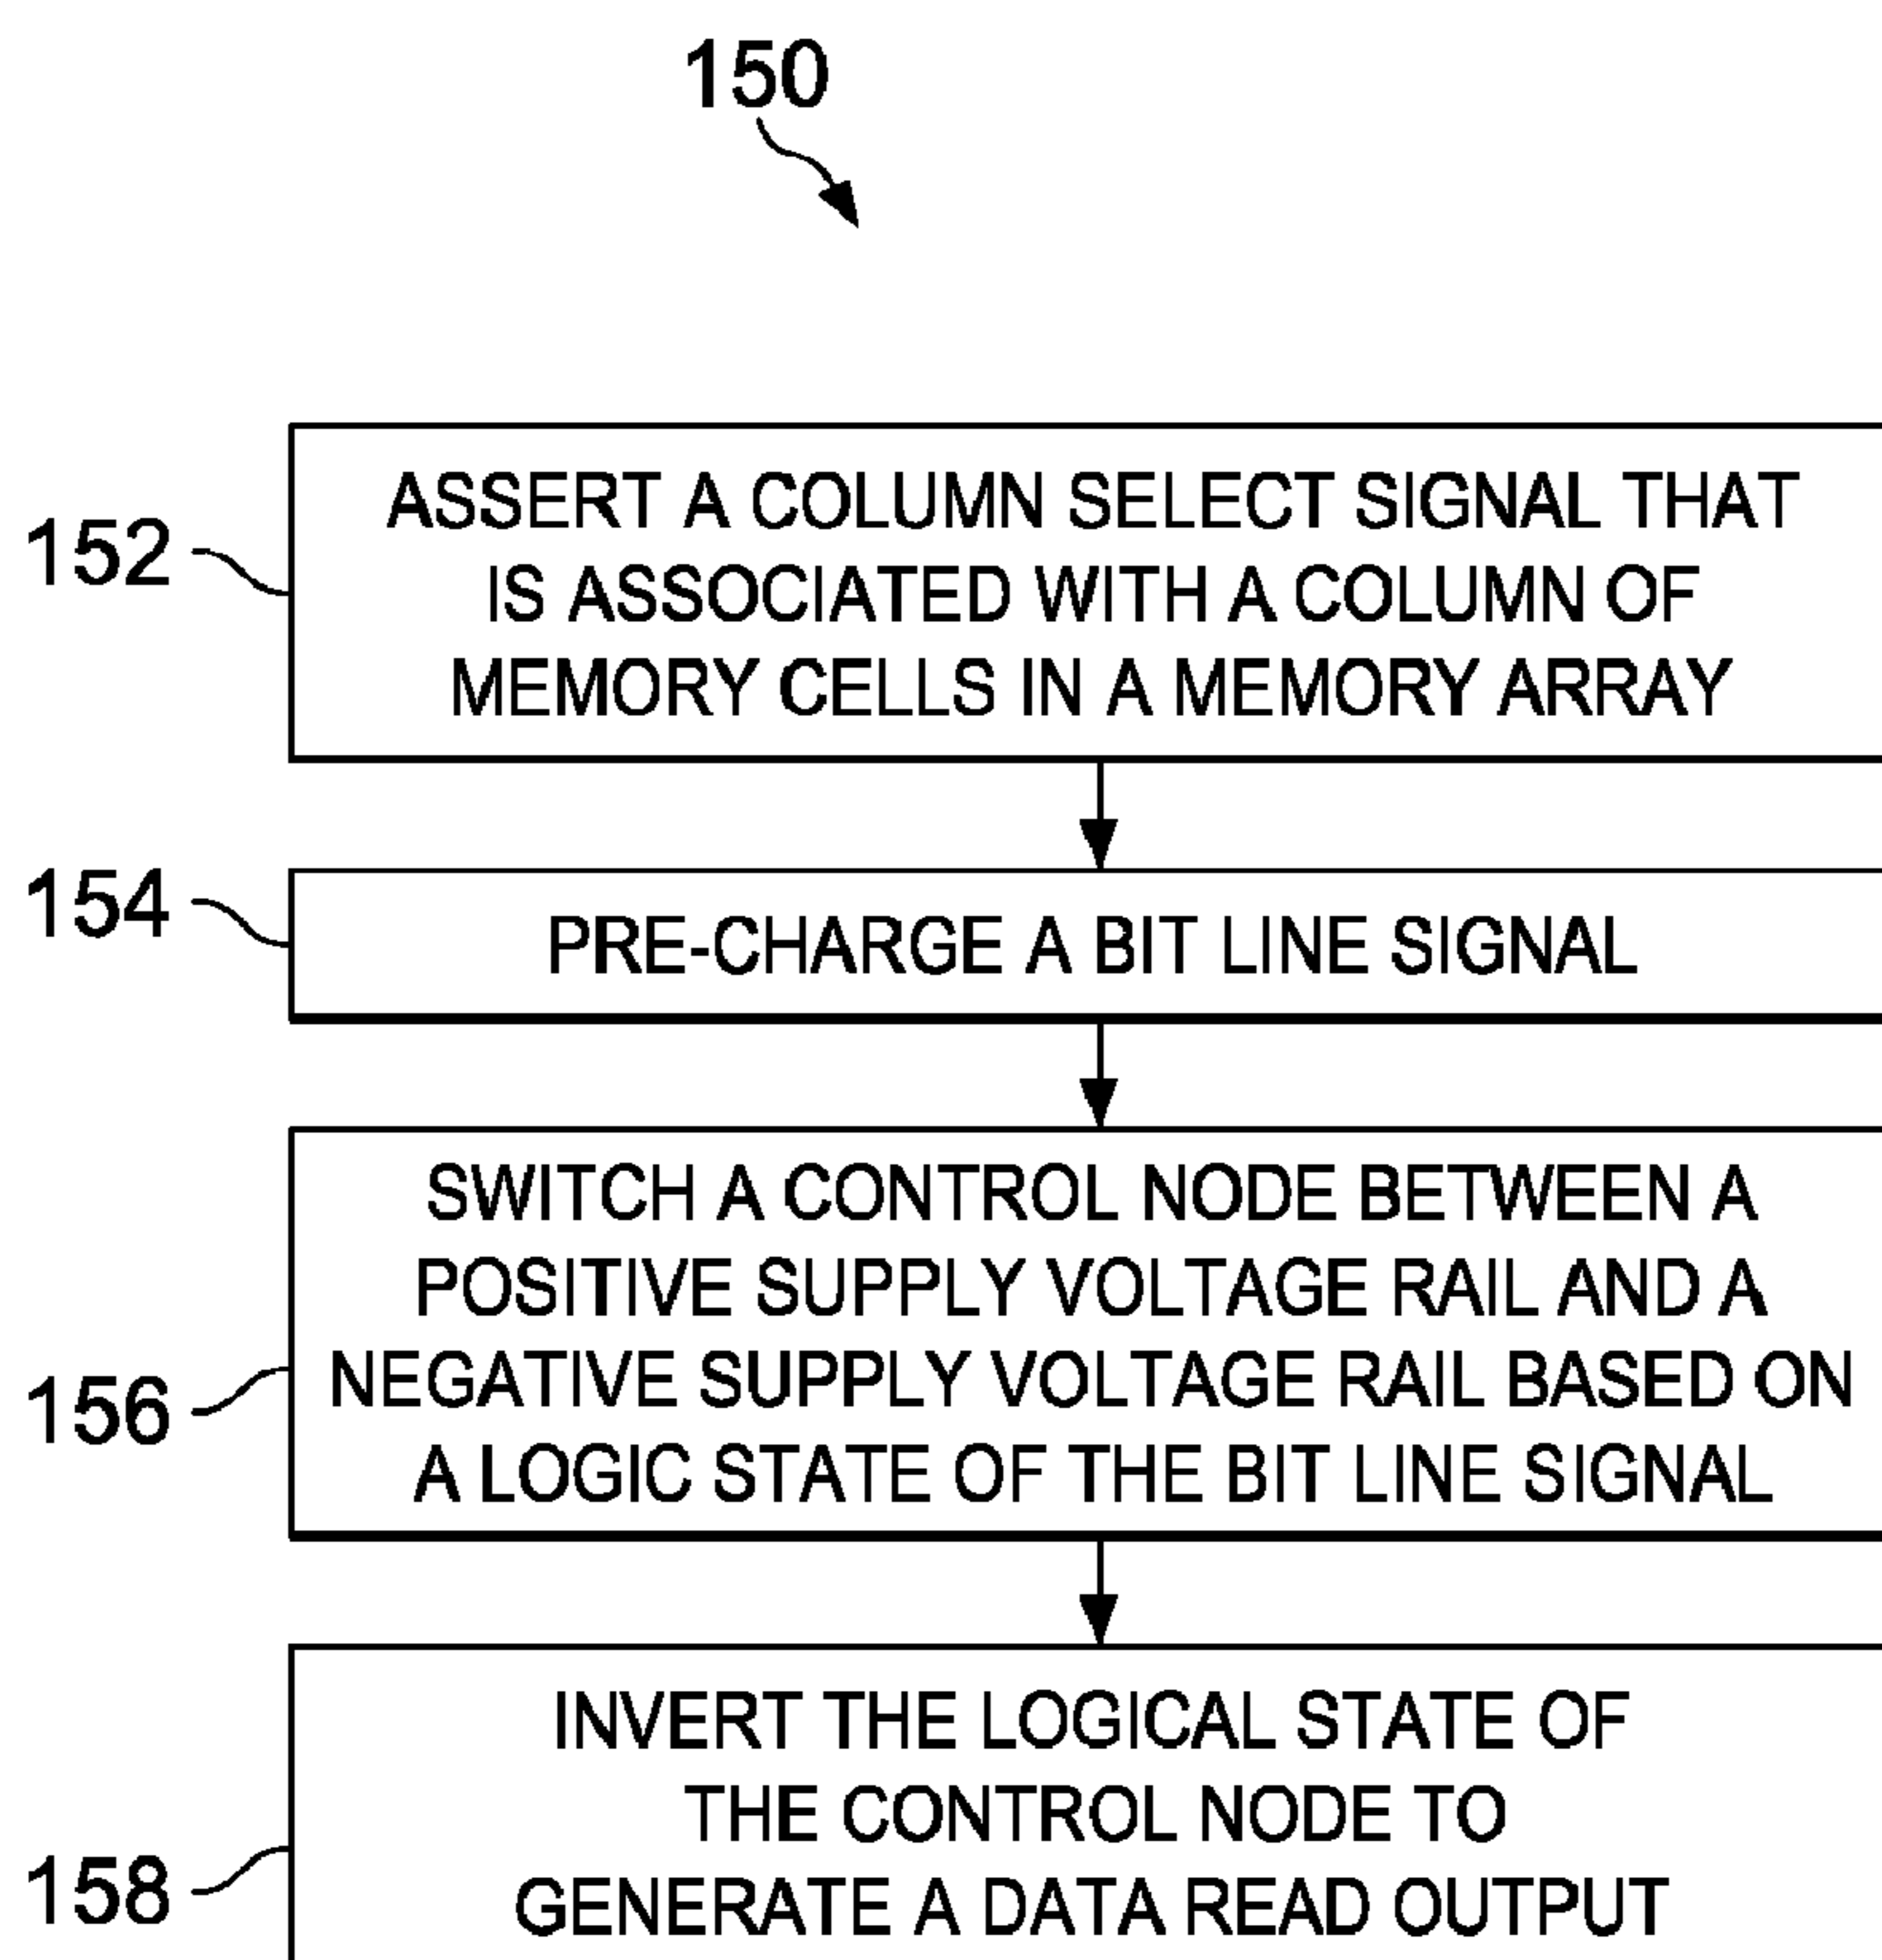 150
152
ASSERT A COLUMN SELECT SIGNAL THAT
IS ASSOCIATED WITH A COLUMN OF
MEMORY CELLS IN A MEMORY ARRAY
154
PRE-CHARGE A BIT LINE SIGNAL
156
SWITCH A CONTROL NODE BETWEEN A
POSITIVE SUPPLY VOLTAGE RAIL AND A
NEGATIVE SUPPLY VOLTAGE RAIL BASED ON
A LOGIC STATE OF THE BIT LINE SIGNAL
158
INVERT THE LOGICAL STATE OF
THE CONTROL NODE TO
GENERATE A DATA READ OUTPUT